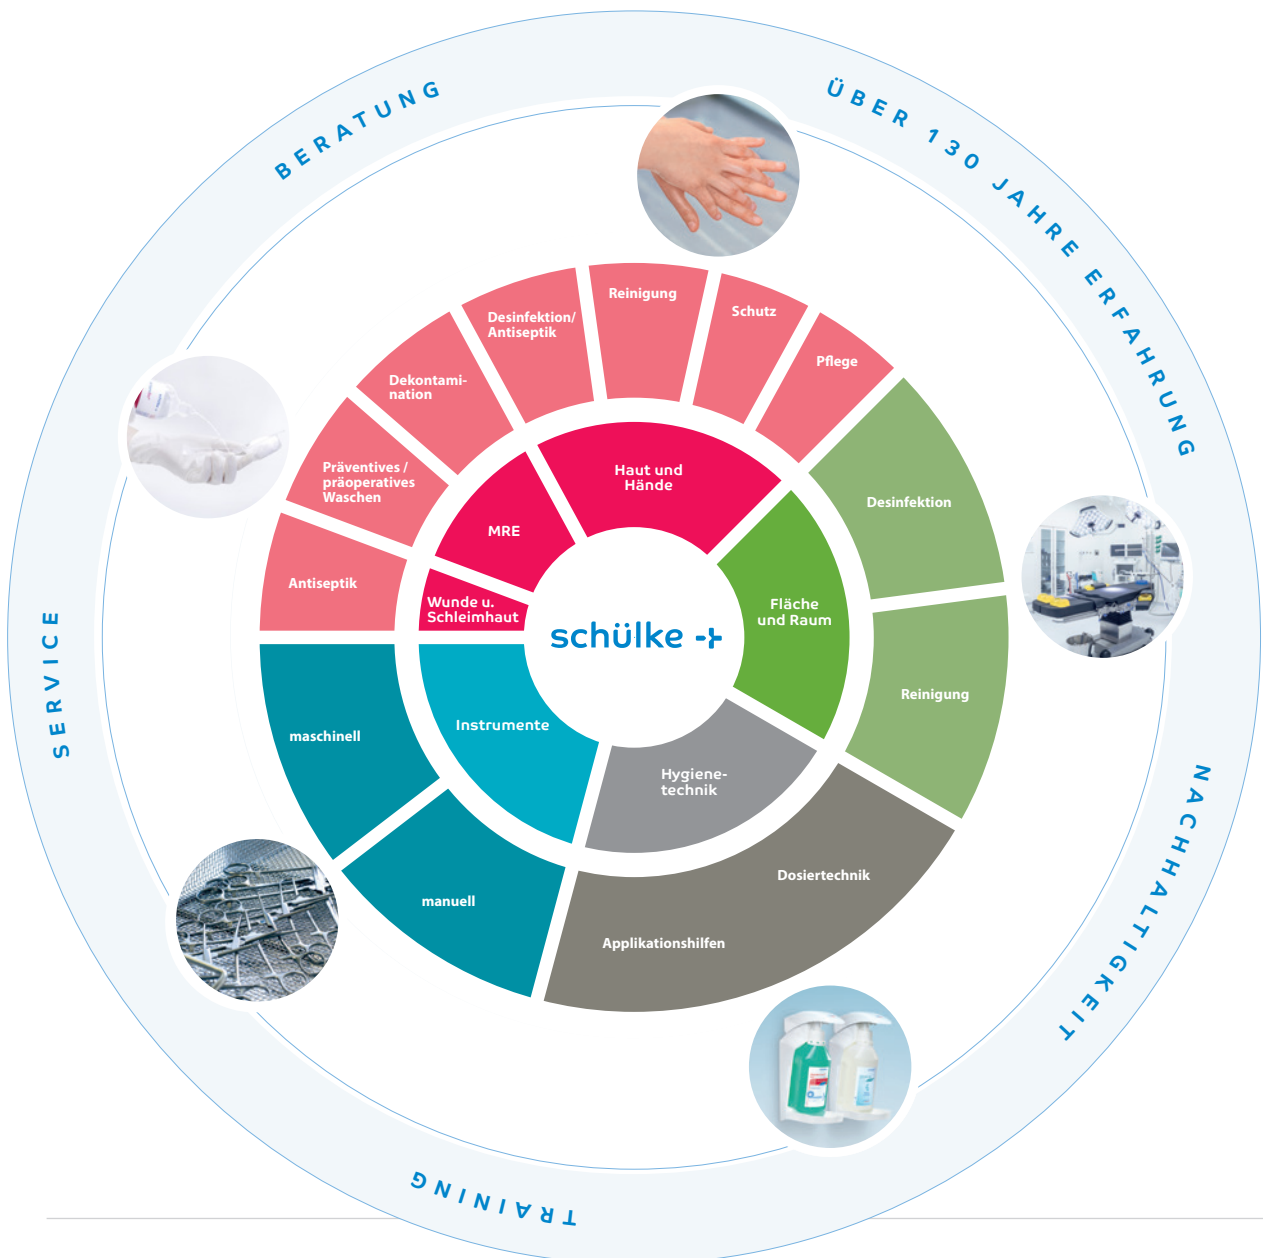 BERATUNG
ÜBER 130 JAHRE ERFAHRUNG
NACHHALTIGKEIT
TRAINING
SERVICE
Reinigung
Schutz
Pflege
Desinfektion/
Antiseptik
Dekontami-
nation
Präventives /
präoperatives
Waschen
Antiseptik
Haut und
Hände
MRE
Wunde u.
Schleimhaut
schülke
Fläche
und Raum
Desinfektion
Reinigung
Instrumente
maschinell
manuell
Hygiene-
technik
Dosiertechnik
Applikationshilfen